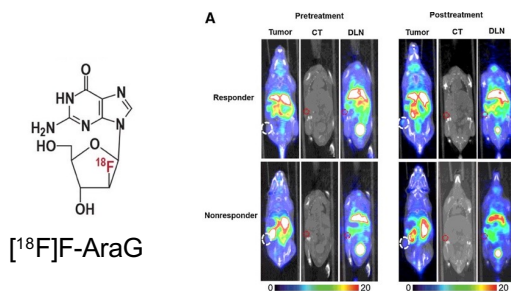 A
Pretreatment
Posttreatment
Tumor CT DLN
Tumor CT DLN
Responder
Nonresponder
0 20
0 20
O
HN
N
N
N
H₂N
HO
O
¹⁸F
OH
[¹⁸F]F-AraG